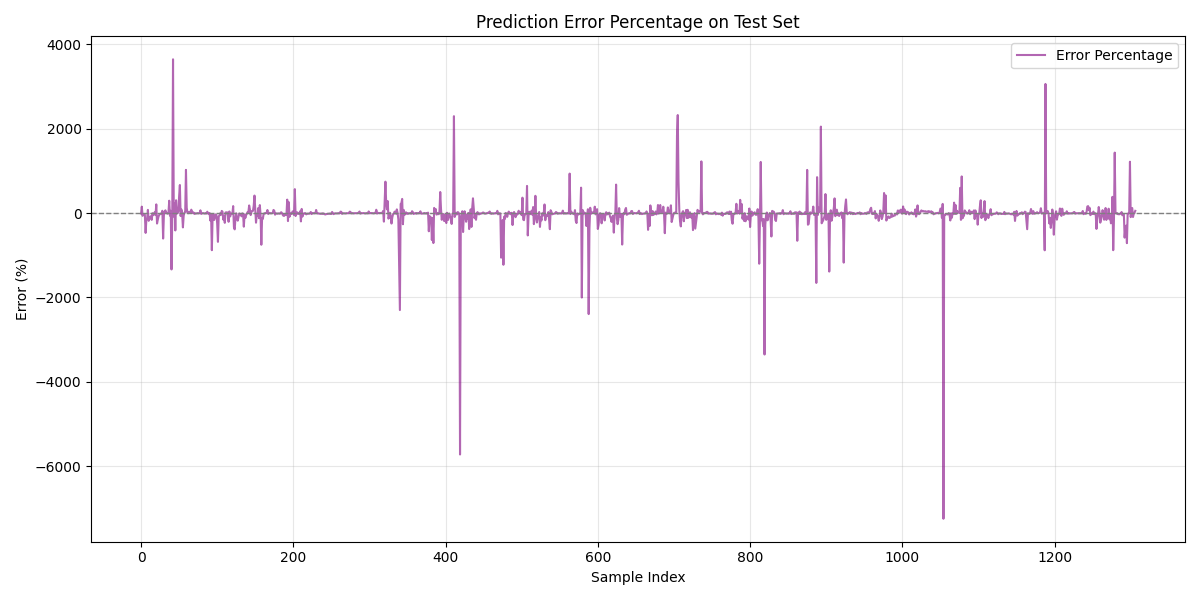 Prediction Error Percentage on Test Set
Error Percentage
4000
2000
0
−2000
−4000
−6000
Error (%)
0 200 400 600 800 1000 1200
Sample Index